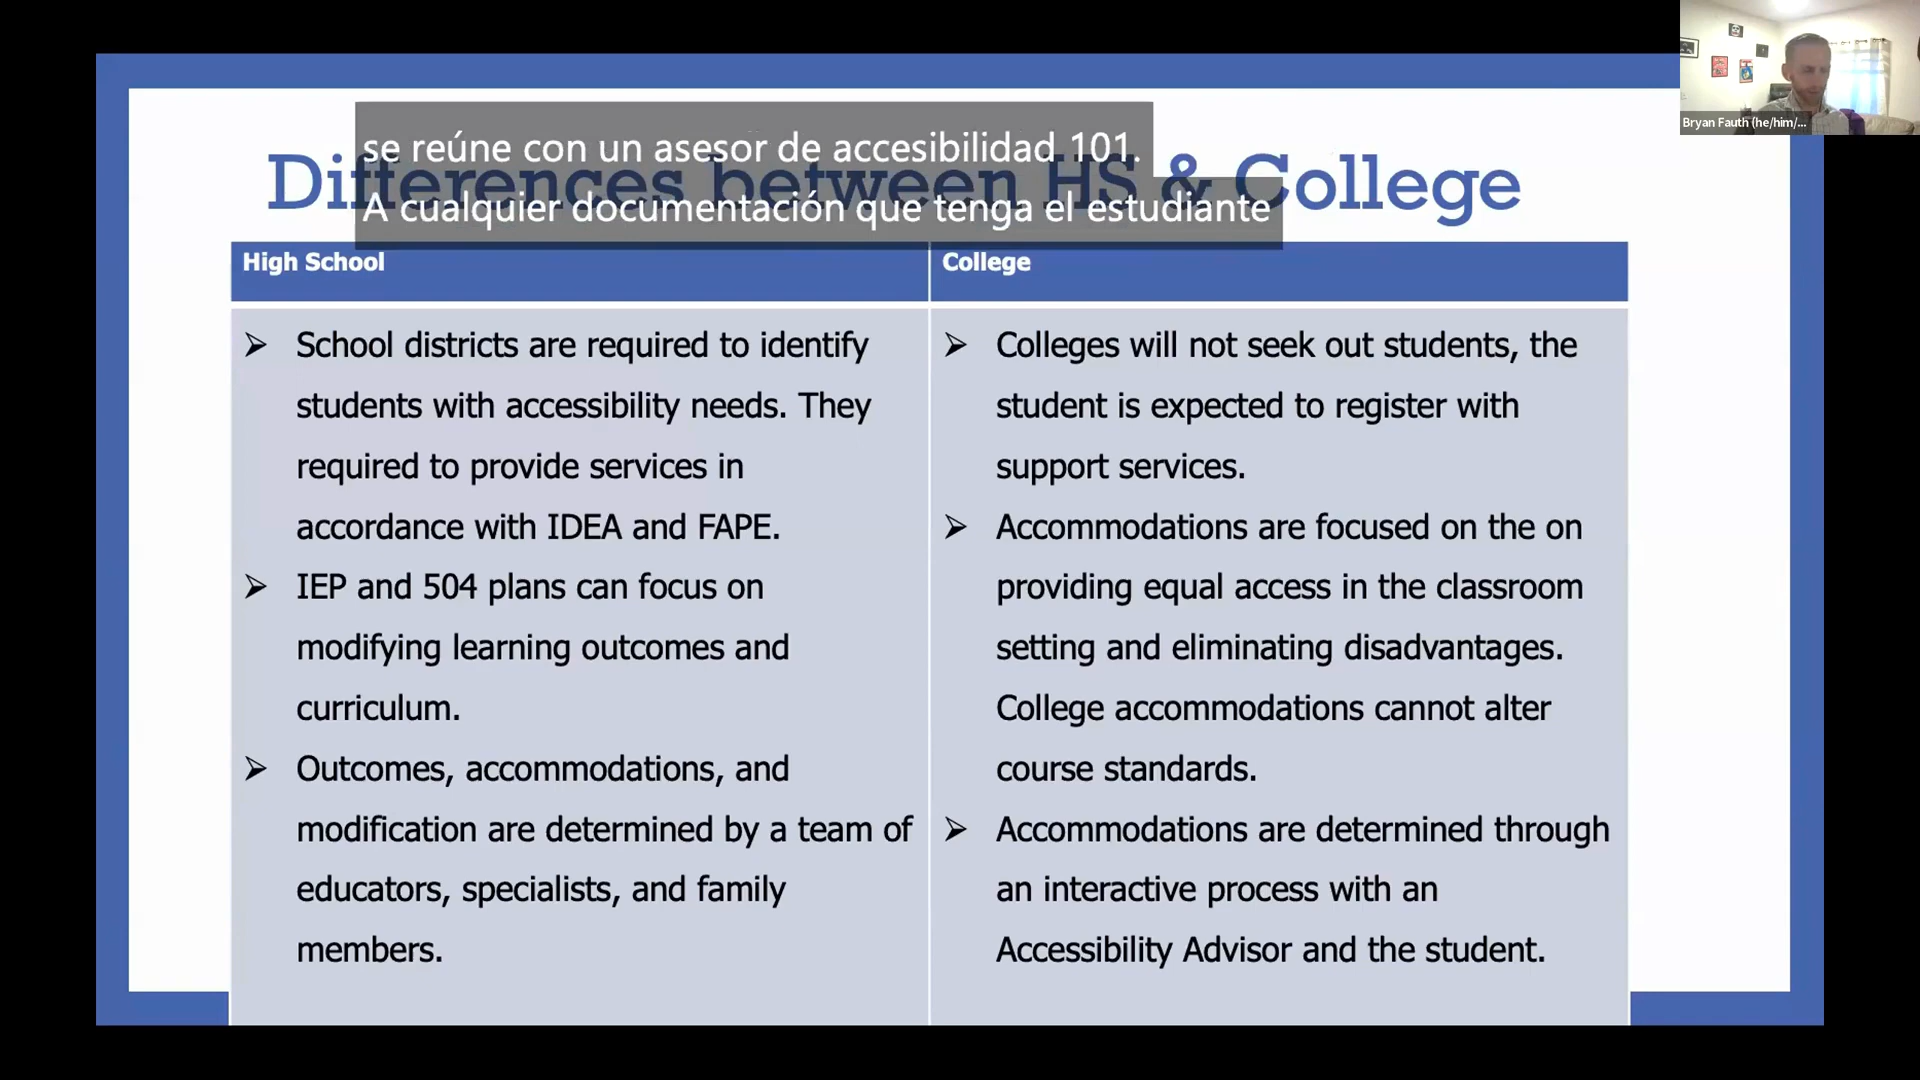 se reúne con un asesor de accesibilidad 101.
Differences between HS & College
A cualquier documentación que tenga el estudiante
High School
School districts are required to identify
students with accessibility needs. They
required to provide services in
accordance with IDEA and FAPE.
IEP and 504 plans can focus on
modifying learning outcomes and
curriculum.
Outcomes, accommodations, and
modification are determined by a team of
educators, specialists, and family
members.
College
Colleges will not seek out students, the
student is expected to register with
support services.
Accommodations are focused on the on
providing equal access in the classroom
setting and eliminating disadvantages.
College accommodations cannot alter
course standards.
Accommodations are determined through
an interactive process with an
Accessibility Advisor and the student.
Bryan Fauth (he/him/...